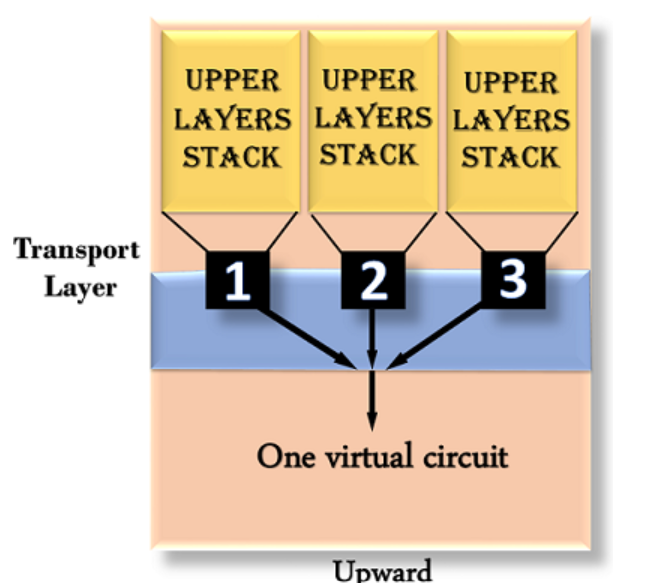 UPPER
LAYERS
STACK
UPPER
LAYERS
STACK
UPPER
LAYERS
STACK
Transport
Layer
1
2
3
One virtual circuit
Upward